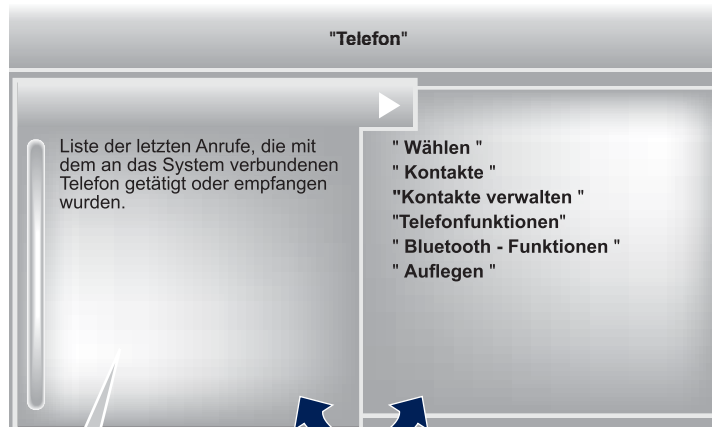 "Telefon"
Liste der letzten Anrufe, die mit
dem an das System verbundenen
Telefon getätigt oder empfangen
wurden.
" Wählen "
" Kontakte "
"Kontakte verwalten "
"Telefonfunktionen"
" Bluetooth - Funktionen "
" Auflegen "